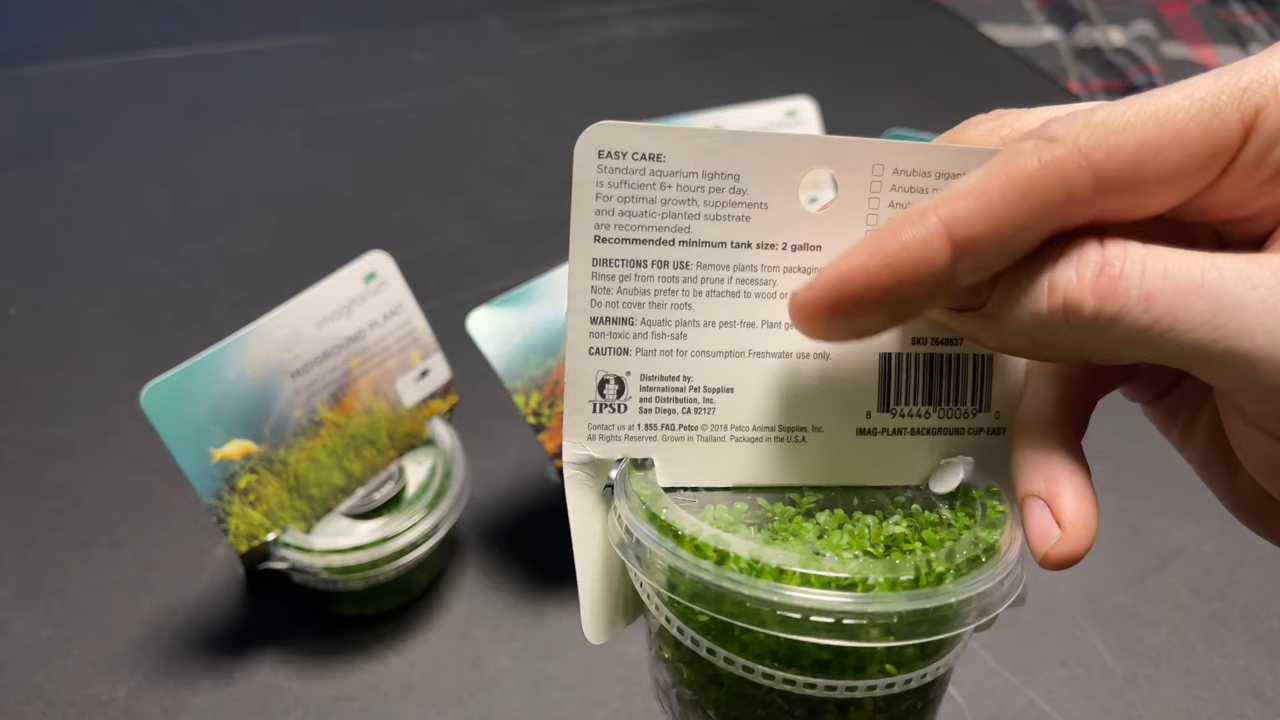 EASY CARE:
Standard aquarium lighting
is sufficient 6+ hours per day.
For optimal growth, supplements
and aquatic-planted substrate
are recommended.
Recommended minimum tank size: 2 gallon
DIRECTIONS FOR USE: Remove plants from packaging
Rinse gel from roots and prune if necessary.
Note: Anubias prefer to be attached to wood or
Do not cover their roots.
WARNING: Aquatic plants are pest-free. Plant
non-toxic and fish-safe
CAUTION: Plant not for consumption.Freshwater use only.
IPSD
®
Distributed by:
International Pet Supplies
and Distribution, Inc.
San Diego, CA 92127
Contact us at 1.855.FAQ.Petco © 2018 Petco Animal Supplies, Inc.
All Rights Reserved. Grown in Thailand. Packaged in the U.S.A.
Anubias
Anubias
SKU 2640837
8 94446 00069 0
IMAG-PLANT-BACKGROUND CUP-EASY
imagitarium
MIDGROUND PLANT